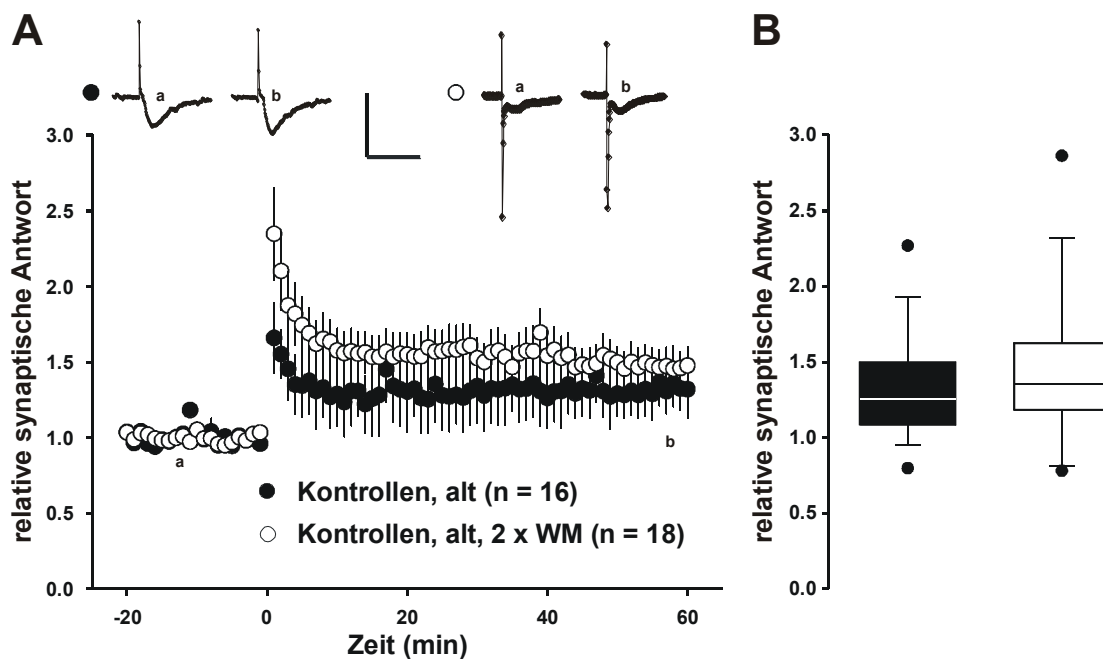 A
B
a
b
a
b
3.0
2.5
2.0
1.5
1.0
0.5
0.0
relative synaptische Antwort
a
b
Kontrollen, alt (n = 16)
Kontrollen, alt, 2 x WM (n = 18)
-20
0
20
40
60
Zeit (min)
3.0
2.5
2.0
1.5
1.0
0.5
0.0
relative synaptische Antwort